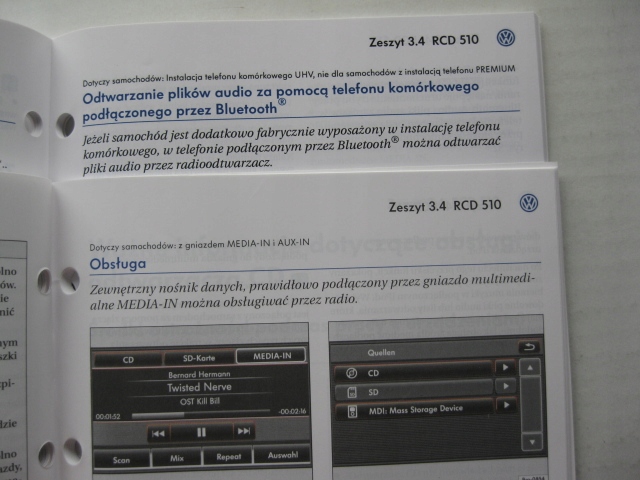 Zeszyt 3.4 RCD 510
Dotyczy samochodów: Instalacja telefonu komórkowego UHV, nie dla samochodów z instalacją telefonu PREMIUM
Odtwarzanie plików audio za pomocą telefonu komórkowego
podłączonego przez Bluetooth®
Jeżeli samochód jest dodatkowo fabrycznie wyposażony w instalację telefonu
komórkowego, w telefonie podłączonym przez Bluetooth® można odtwarzać
pliki audio przez radioodtwarzacz.
Zeszyt 3.4 RCD 510
Dotyczy samochodów: z gniazdem MEDIA-IN i AUX-IN
Obsługa
Zewnętrzny nośnik danych, prawidłowo podłączony przez gniazdo multimedi-
alne MEDIA-IN można obsługiwać przez radio.
CD SD-Karte MEDIA-IN
Bernard Hermann
Twisted Nerve
OST Kill Bill
00:01:52 -00:02:16
Scan Mix Repeat Auswahl
Quellen
CD
SD
MDI: Mass Storage Device